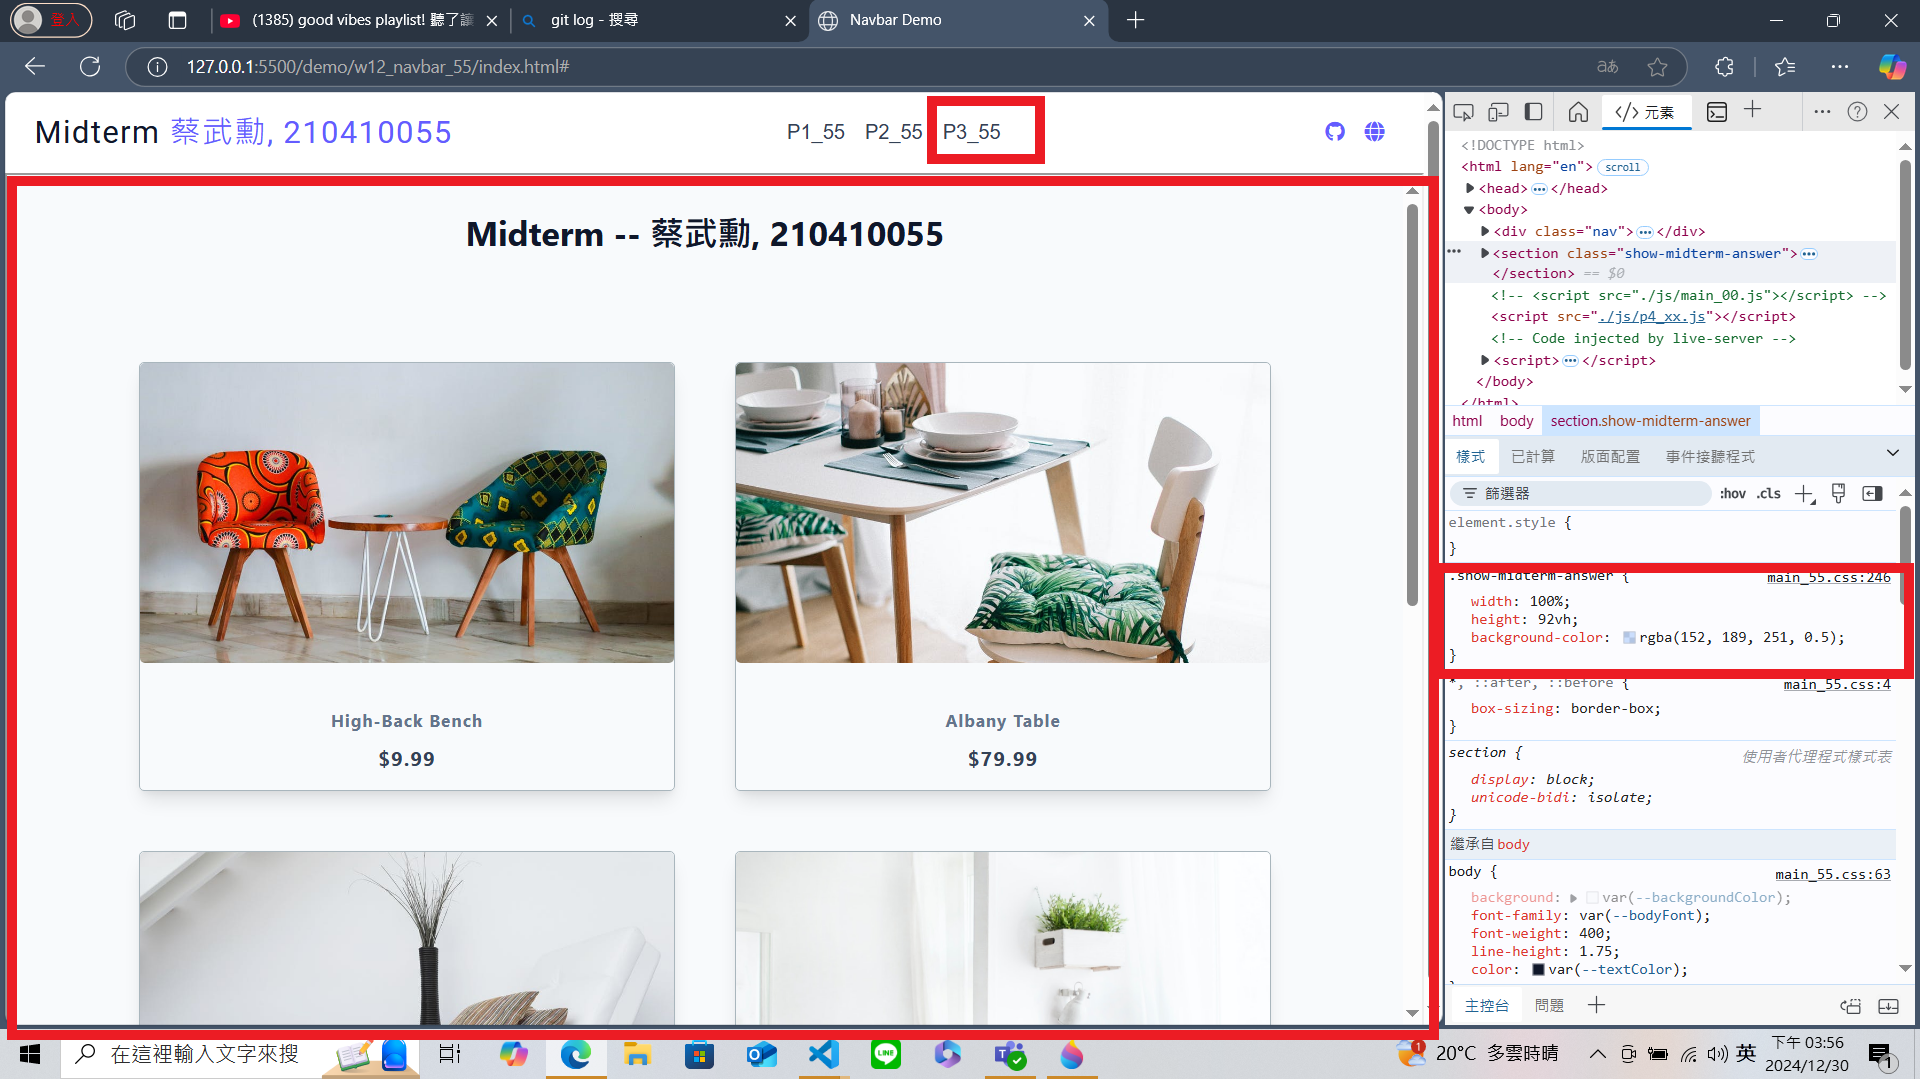 登入
(1385) good vibes playlist! 聽了讓
git log - 搜尋
Navbar Demo
127.0.0.1:5500/demo/w12_navbar_55/index.html#
aあ
Midterm 蔡武勳, 210410055
P1_55 P2_55 P3_55
Midterm -- 蔡武勳, 210410055
High-Back Bench
$9.99
Albany Table
$79.99
</> 元素
<!DOCTYPE html>
<html lang="en"> scroll
<head> ··· </head>
<body>
<div class="nav"> ··· </div>
<section class="show-midterm-answer"> ···
</section> == $0
<!-- <script src="./js/main_00.js"></script> -->
<script src="./js/p4_xx.js"></script>
<!-- Code injected by live-server -->
<script> ··· </script>
</body>
</html>
html body section.show-midterm-answer
樣式 已計算 版面配置 事件接聽程式
篩選器 :hov .cls
element.style {
}
.show-midterm-answer { main_55.css:246
width: 100%;
height: 92vh;
background-color: rgba(152, 189, 251, 0.5);
}
*, ::after, ::before { main_55.css:4
box-sizing: border-box;
}
section { 使用者代理程式樣式表
display: block;
unicode-bidi: isolate;
}
繼承自 body
body { main_55.css:63
background: var(--backgroundColor);
font-family: var(--bodyFont);
font-weight: 400;
line-height: 1.75;
color: var(--textColor);
主控台 問題
在這裡輸入文字來搜
LINE
1
20°C 多雲時晴
英
下午 03:56
2024/12/30
1